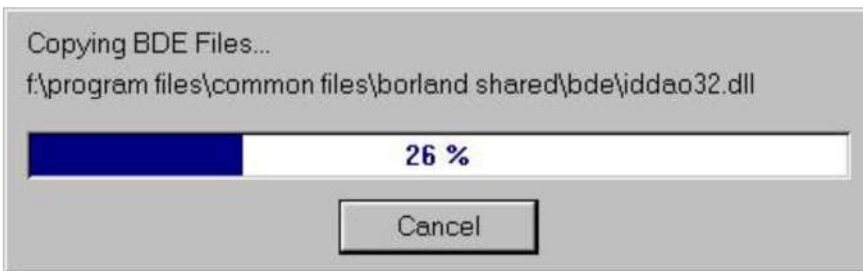 Copying BDE Files...
f:\program files\common files\borland shared\bde\iddao32.dll
26 %
Cancel